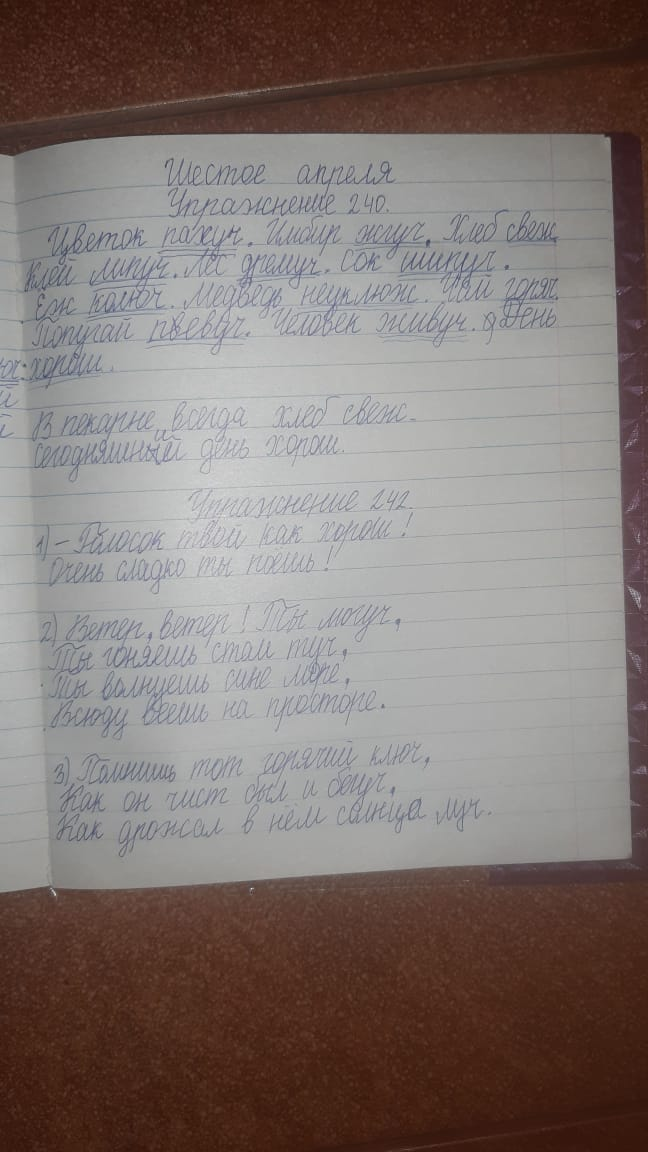 Шестое апреля
Упражнение 240.
Цветок пахуч. Имбир жгуч. Хлеб свеж
Клей липуч. Лес дремуч. Сок шипуч.
Ёж колюч. Медведь неуклюж. Чай горяч.
Попугай певвуч. Человек живуч. День
хорош.
В пекарне всегда хлеб свеж.
Сегодняшний день хорош.
Упражнение 242.
1) – Голосок твой как хорош!
Очень сладко ты поёшь!
2) Ветер, ветер! Ты могуч,
Ты гоняешь стаи туч,
Ты волнуешь сине море,
Всюду веешь на просторе.
3) Помнишь тот горячий ключ,
Как он чист был и бегуч,
Как дрожал в нём солнца луч.